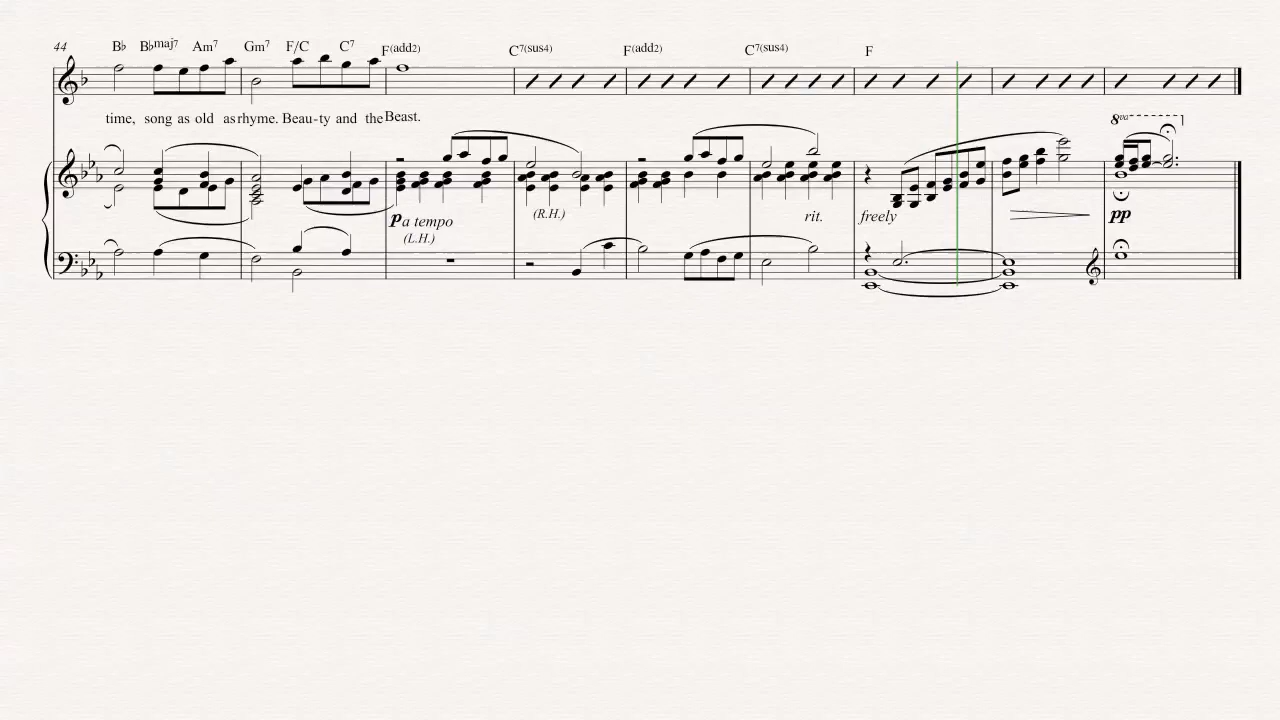 44 B♭ B♭maj7 Am7 Gm7 F/C C7 F(add2) C7(sus4) F(add2) C7(sus4) F
time, song as old as rhyme. Beau-ty and the Beast.
8va
p a tempo (R.H.) rit. freely pp
(L.H.)